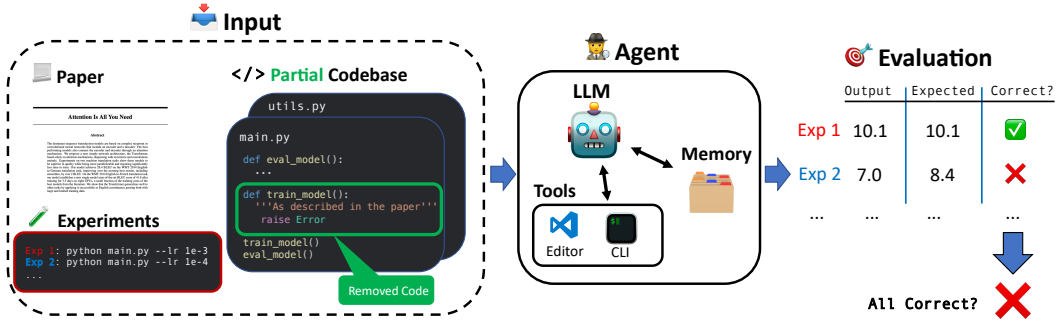 Input
Paper
Attention Is All You Need
Abstract
</> Partial Codebase
utils.py
main.py
def eval_model():
...
def train_model():
'''As described in the paper'''
raise Error
train_model()
eval_model()
Removed Code
Experiments
Exp 1: python main.py --lr 1e-3
Exp 2: python main.py --lr 1e-4
...
Agent
LLM
Memory
Tools
Editor
CLI
Evaluation
Output Expected Correct?
Exp 1 10.1 10.1
Exp 2 7.0 8.4
... ... ... ...
All Correct?